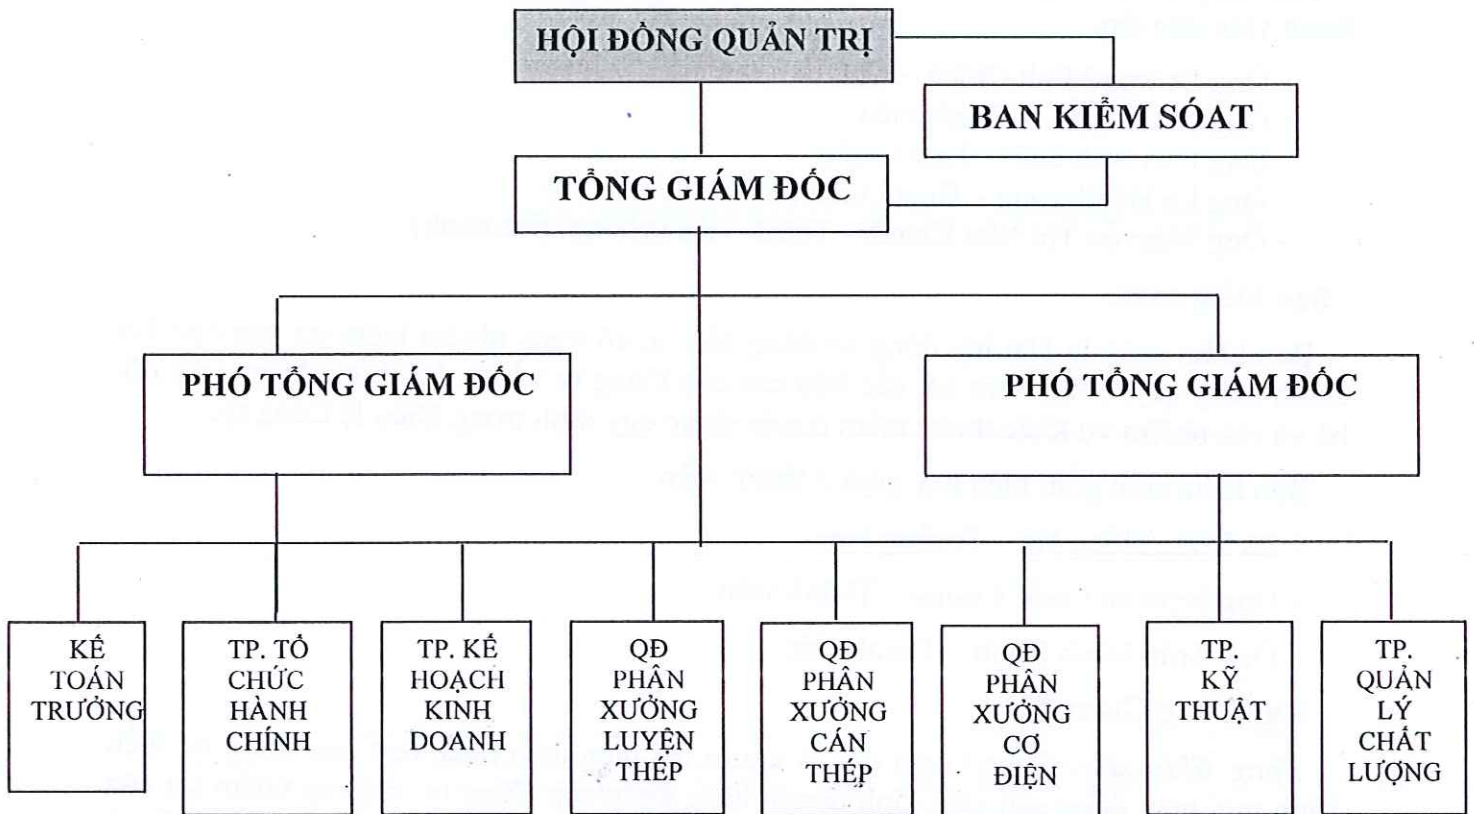 HỘI ĐỒNG QUẢN TRỊ
BAN KIỂM SÓAT
TỔNG GIÁM ĐỐC
PHÓ TỔNG GIÁM ĐỐC
PHÓ TỔNG GIÁM ĐỐC
KẾ
TOÁN
TRƯỞNG
TP. TỔ
CHỨC
HÀNH
CHÍNH
TP. KẾ
HOẠCH
KINH
DOANH
QĐ
PHÂN
XƯỞNG
LUYỆN
THÉP
QĐ
PHÂN
XƯỞNG
CÁN
THÉP
QĐ
PHÂN
XƯỞNG
CƠ
ĐIỆN
TP.
KỸ
THUẬT
TP.
QUẢN
LÝ
CHẤT
LƯỢNG